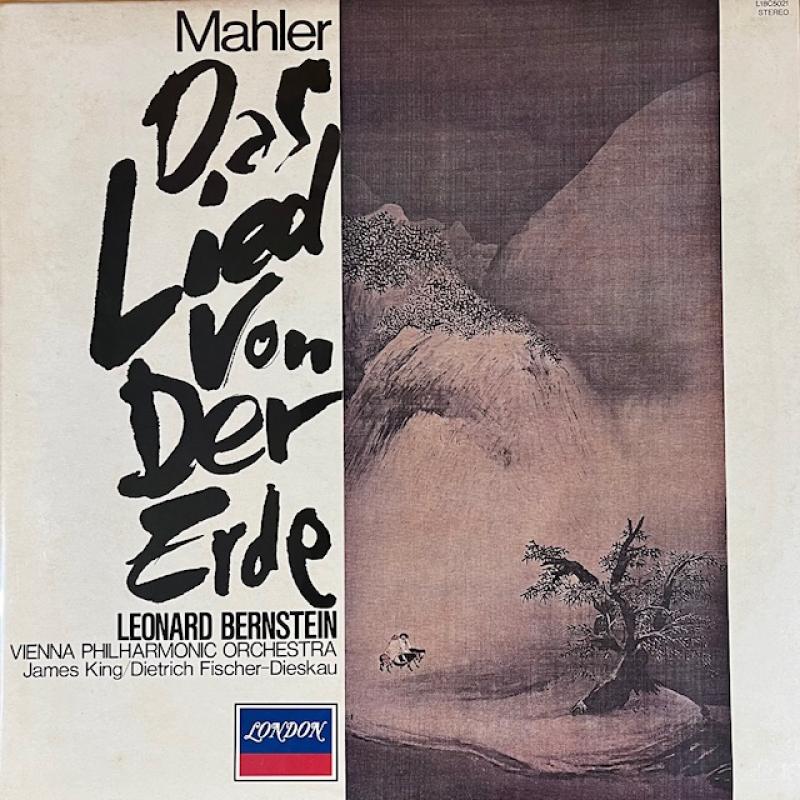 Mahler
Das
Lied
Von
Der
Erde
LEONARD BERNSTEIN
VIENNA PHILHARMONIC ORCHESTRA
James King/Dietrich Fischer-Dieskau
LONDON
L18C5021
STEREO